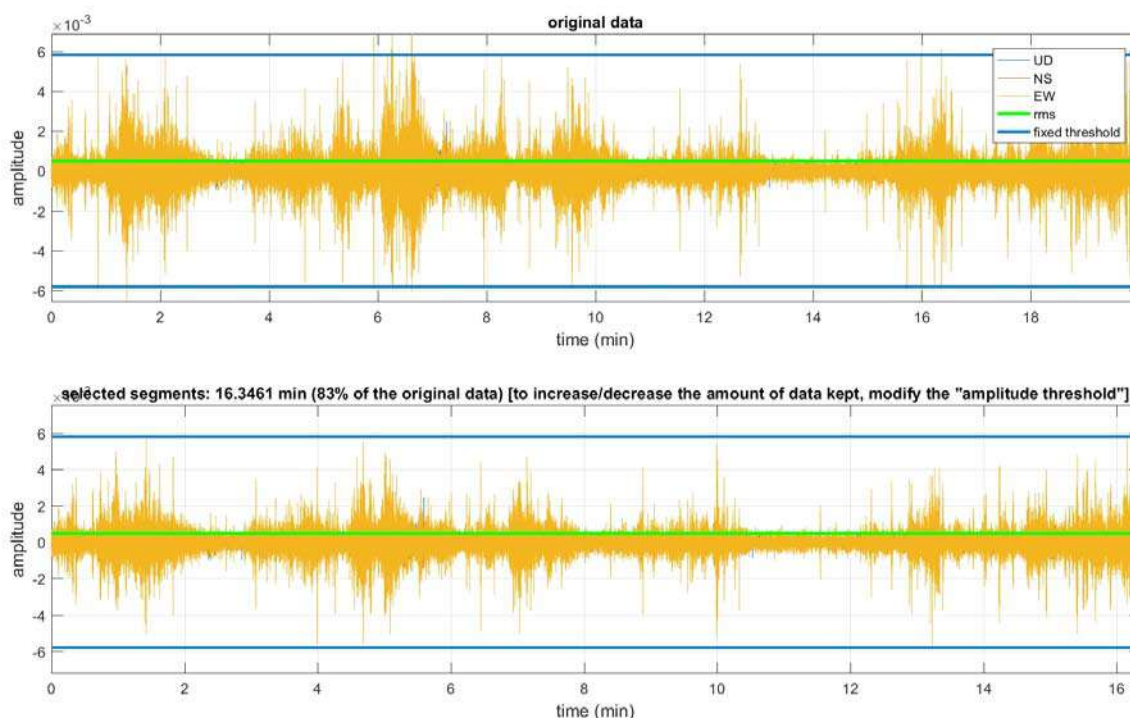 original data
×10⁻³
6
4
2
0
-2
-4
-6
amplitude
UD
NS
EW
rms
fixed threshold
0 2 4 6 8 10 12 14 16 18
time (min)
selected segments: 16.3461 min (83% of the original data) [to increase/decrease the amount of data kept, modify the "amplitude threshold"]
6
4
2
0
-2
-4
-6
amplitude
0 2 4 6 8 10 12 14 16
time (min)